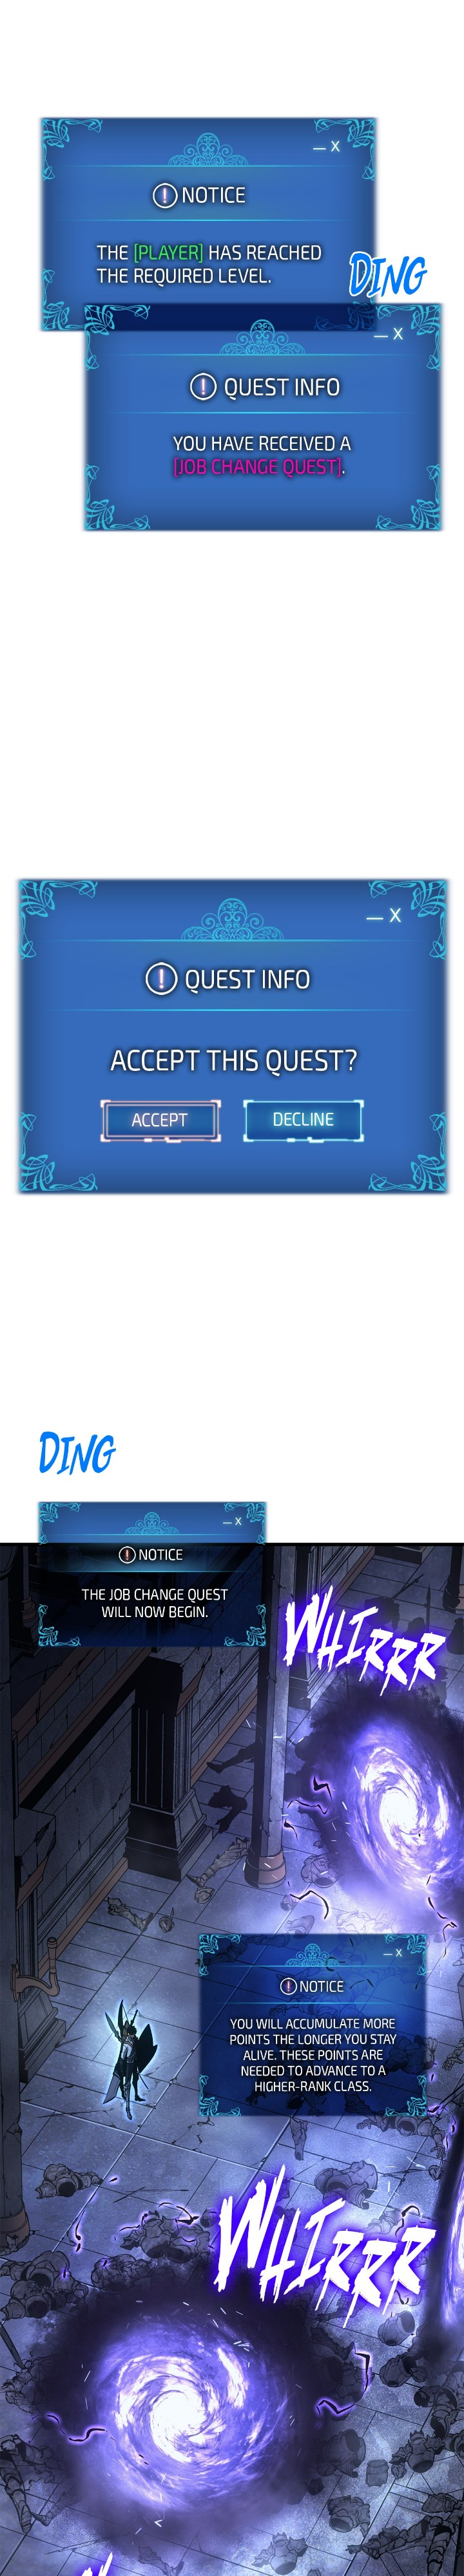 — X
! NOTICE
THE [PLAYER] HAS REACHED
THE REQUIRED LEVEL.
DING
— X
! QUEST INFO
YOU HAVE RECEIVED A
[JOB CHANGE QUEST].
— X
! QUEST INFO
ACCEPT THIS QUEST?
ACCEPT DECLINE
DING
— X
! NOTICE
THE JOB CHANGE QUEST
WILL NOW BEGIN.
WHIRRR
— X
! NOTICE
YOU WILL ACCUMULATE MORE
POINTS THE LONGER YOU STAY
ALIVE. THESE POINTS ARE
NEEDED TO ADVANCE TO A
HIGHER-RANK CLASS.
WHIRRR